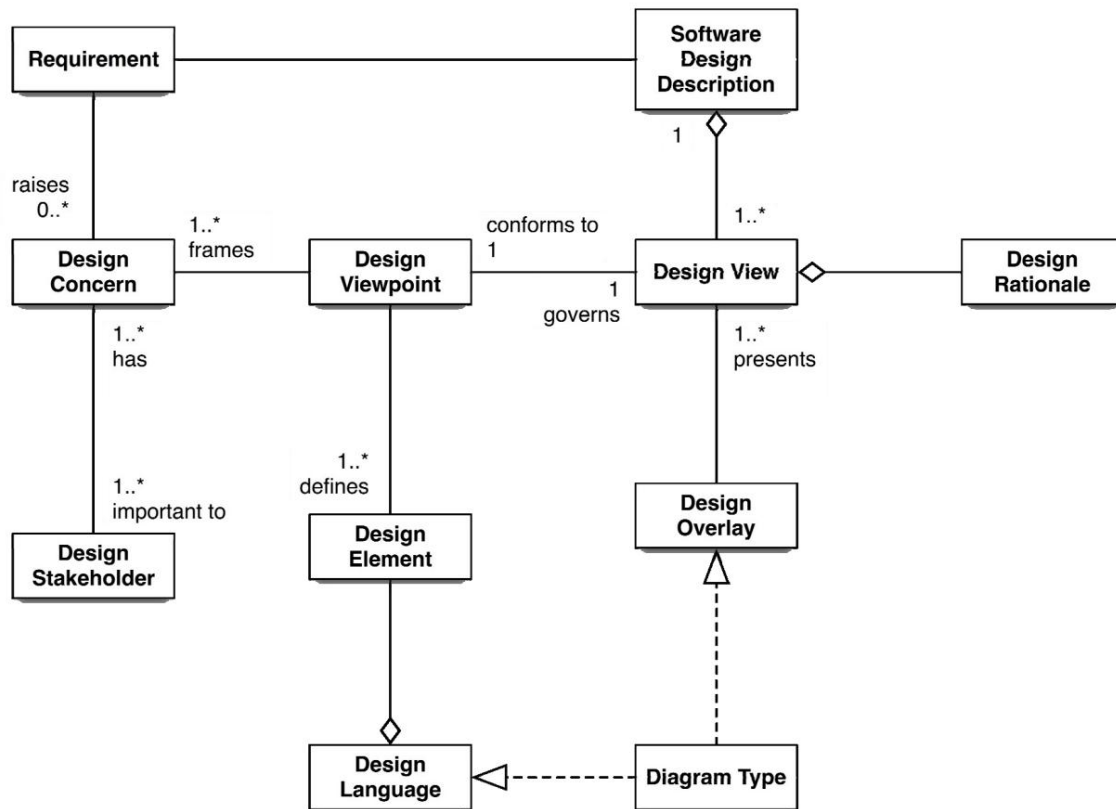 Requirement
Software
Design
Description
1
raises
0..*
1..*
frames
conforms to
1
1..*
Design
Concern
Design
Viewpoint
Design View
Design
Rationale
1
governs
1..*
has
1..*
presents
1..*
important to
1..*
defines
Design
Stakeholder
Design
Element
Design
Overlay
Design
Language
Diagram Type